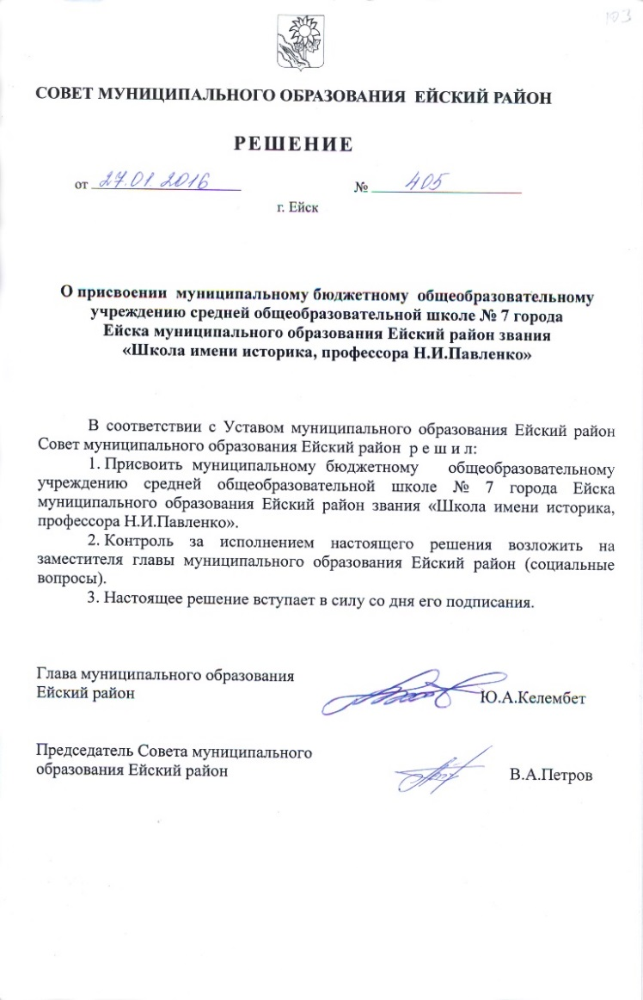 103
СОВЕТ МУНИЦИПАЛЬНОГО ОБРАЗОВАНИЯ ЕЙСКИЙ РАЙОН
РЕШЕНИЕ
от 27.01.2016 № 405
г. Ейск
О присвоении муниципальному бюджетному общеобразовательному
учреждению средней общеобразовательной школе № 7 города
Ейска муниципального образования Ейский район звания
«Школа имени историка, профессора Н.И.Павленко»
В соответствии с Уставом муниципального образования Ейский район
Совет муниципального образования Ейский район р е ш и л:
1. Присвоить муниципальному бюджетному общеобразовательному
учреждению средней общеобразовательной школе № 7 города Ейска
муниципального образования Ейский район звания «Школа имени историка,
профессора Н.И.Павленко».
2. Контроль за исполнением настоящего решения возложить на
заместителя главы муниципального образования Ейский район (социальные
вопросы).
3. Настоящее решение вступает в силу со дня его подписания.
Глава муниципального образования
Ейский район Ю.А.Келембет
Председатель Совета муниципального
образования Ейский район В.А.Петров